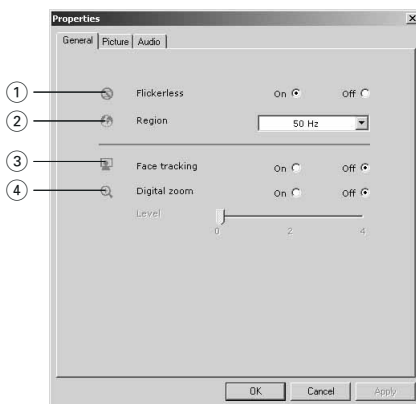 Properties
General Picture Audio
1 Flickerless On Off
2 Region 50 Hz
3 Face tracking On Off
4 Digital zoom On Off
Level
0 2 4
OK Cancel Apply